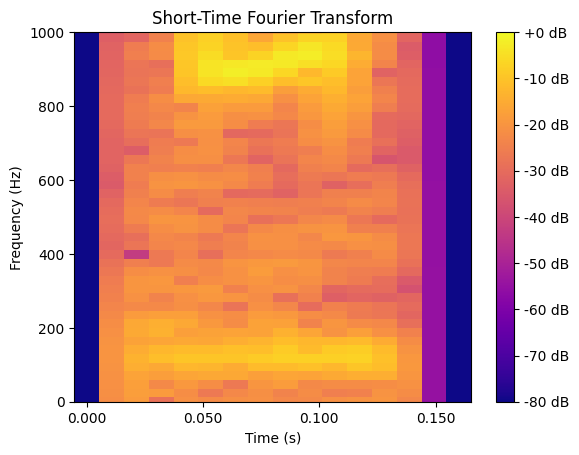 Short-Time Fourier Transform
Frequency (Hz)
1000
800
600
400
200
0
0.000
0.050
0.100
0.150
Time (s)
+0 dB
-10 dB
-20 dB
-30 dB
-40 dB
-50 dB
-60 dB
-70 dB
-80 dB